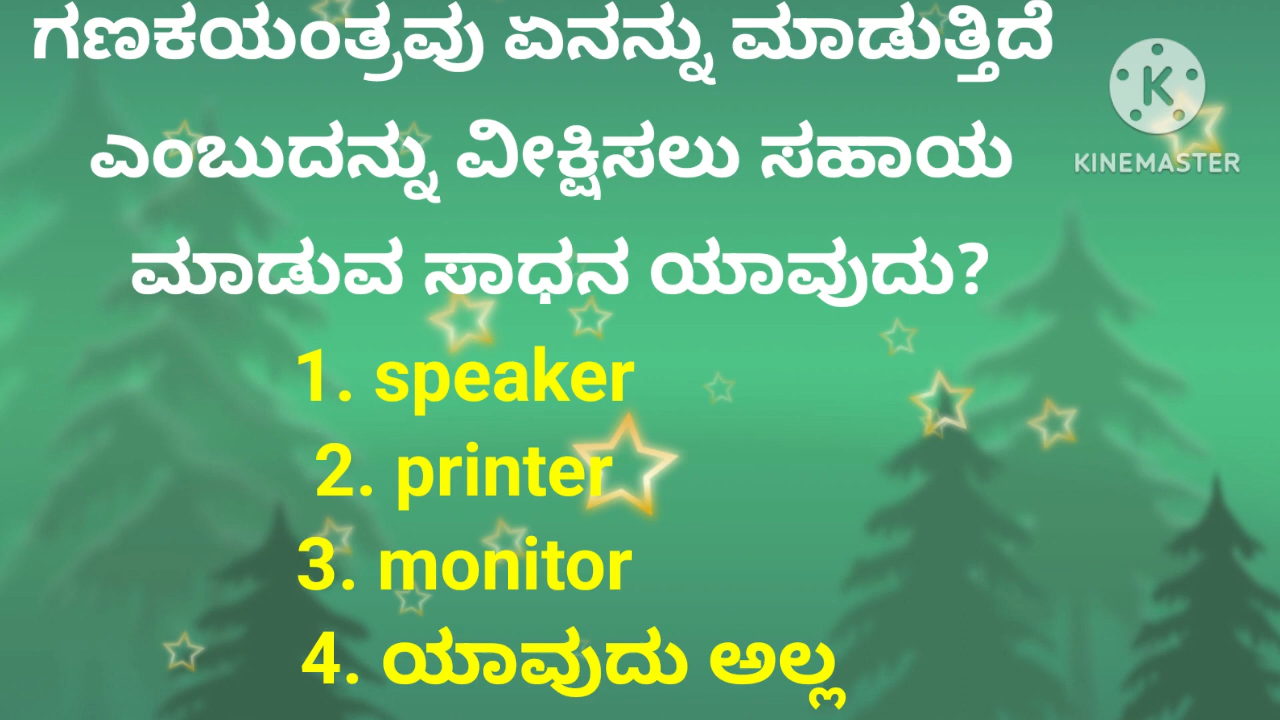 ಗಣಕಯಂತ್ರವು ಏನನ್ನು ಮಾಡುತ್ತಿದೆ
ಎಂಬುದನ್ನು ವೀಕ್ಷಿಸಲು ಸಹಾಯ
ಮಾಡುವ ಸಾಧನ ಯಾವುದು?
1. speaker
2. printer
3. monitor
4. ಯಾವುದು ಅಲ್ಲ
K
KINEMASTER